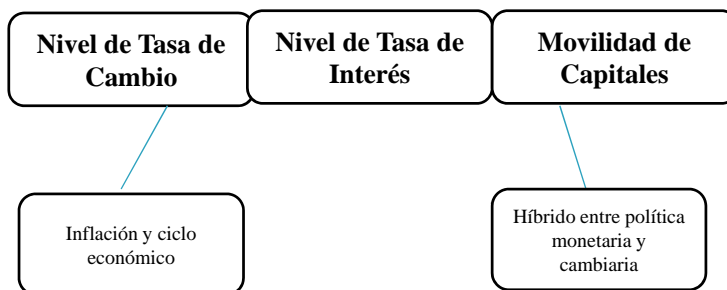 Nivel de Tasa de
Cambio
Nivel de Tasa de
Interés
Movilidad de
Capitales
Inflación y ciclo
económico
Híbrido entre política
monetaria y
cambiaria